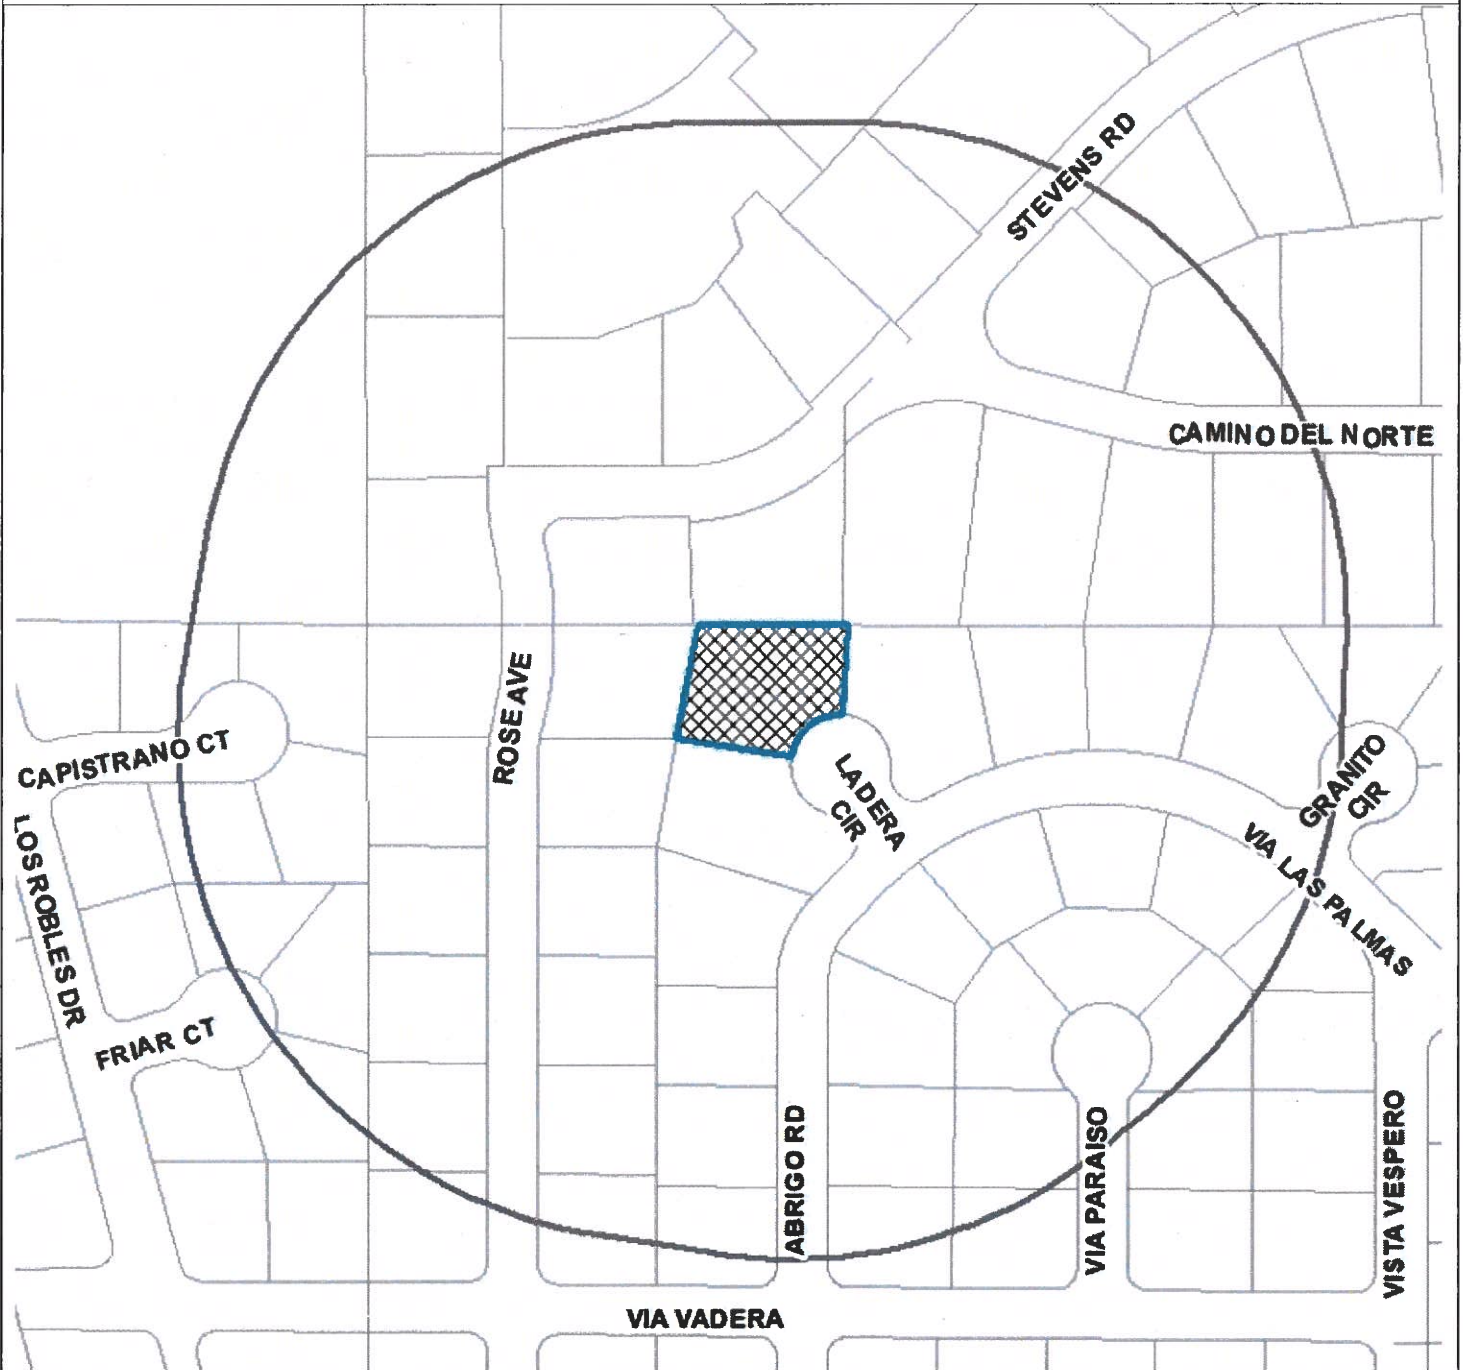 STEVENS RD
CAMINO DEL NORTE
ROSE AVE
CAPISTRANO CT
LADERA
CIR
GRANITO
CIR
VIA LAS PALMAS
LOS ROBLES DR
FRIAR CT
ABRIGO RD
VIA PARAISO
VISTA VESPERO
VIA VADERA